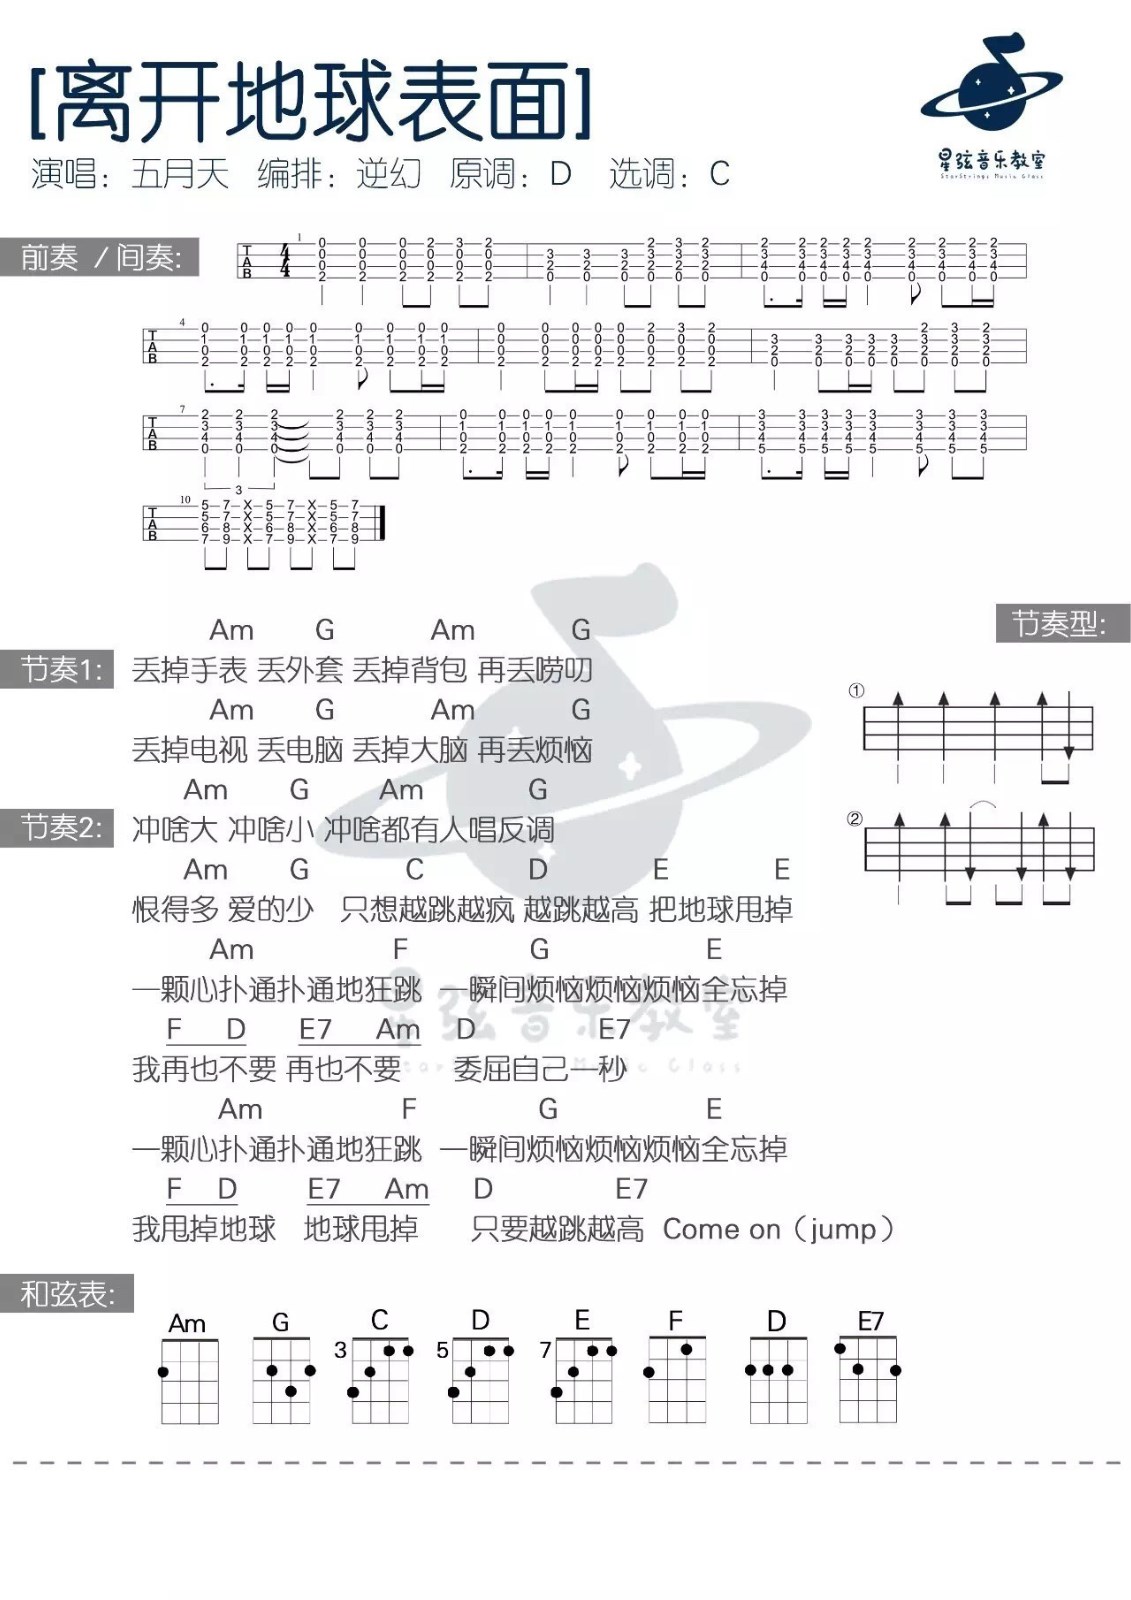 [离开地球表面]
演唱：五月天 编排：逆幻 原调：D 选调：C
星弦音乐教室
StarStrings Music Class
前奏 / 间奏:
节奏型:
Am G Am G
节奏1: 丢掉手表 丢外套 丢掉背包 再丢唠叨
Am G Am G
丢掉电视 丢电脑 丢掉大脑 再丢烦恼
Am G Am G
节奏2: 冲啥大 冲啥小 冲啥都有人唱反调
Am G C D E E
恨得多 爱的少 只想越跳越疯 越跳越高 把地球甩掉
Am F G E
一颗心扑通扑通地狂跳 一瞬间烦恼烦恼烦恼全忘掉
F D E7 Am D E7
我再也不要 再也不要 委屈自己一秒
Am F G E
一颗心扑通扑通地狂跳 一瞬间烦恼烦恼烦恼全忘掉
F D E7 Am D E7
我甩掉地球 地球甩掉 只要越跳越高 Come on（jump）
①
②
和弦表:
Am G C D E F D E7
3 5 7